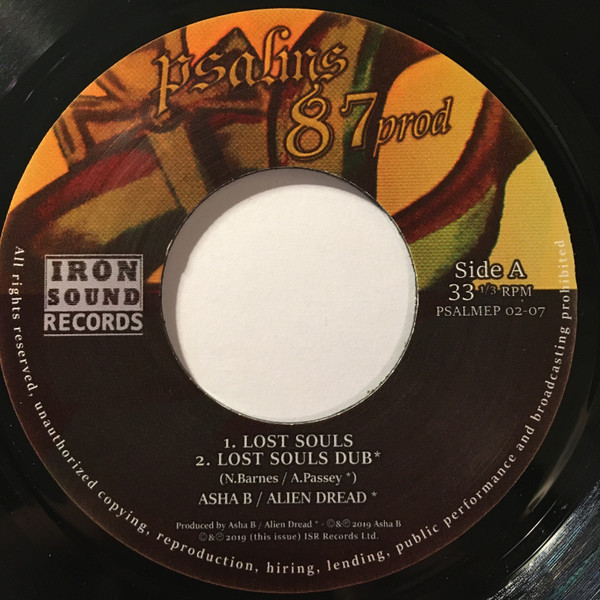 psalms
87 prod
IRON
SOUND
RECORDS
Side A
33 1/3 RPM
PSALMEP 02-07
1. LOST SOULS
2. LOST SOULS DUB*
(N.Barnes / A.Passey *)
ASHA B / ALIEN DREAD *
Produced by Asha B / Alien Dread * - ©&℗2019 Asha B
©&℗2019 (this issue) ISR Records Ltd.
All rights reserved, unauthorized copying, reproduction, hiring, lending, public performance and broadcasting prohibited